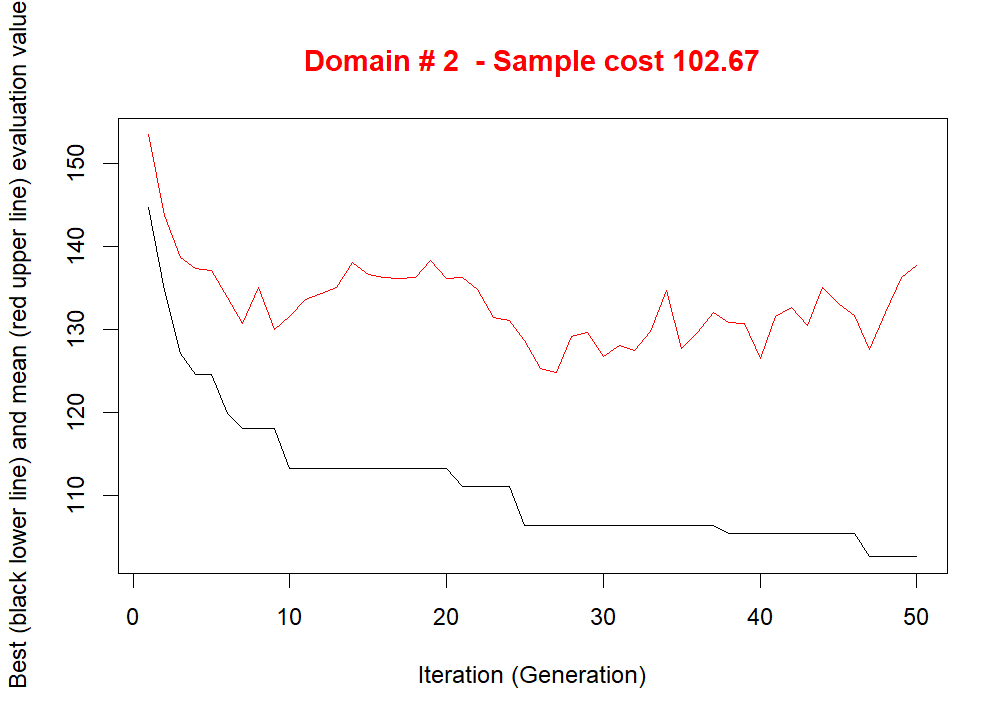 Domain # 2  - Sample cost 102.67
Best (black lower line) and mean (red upper line) evaluation value
150
140
130
120
110
0 10 20 30 40 50
Iteration (Generation)